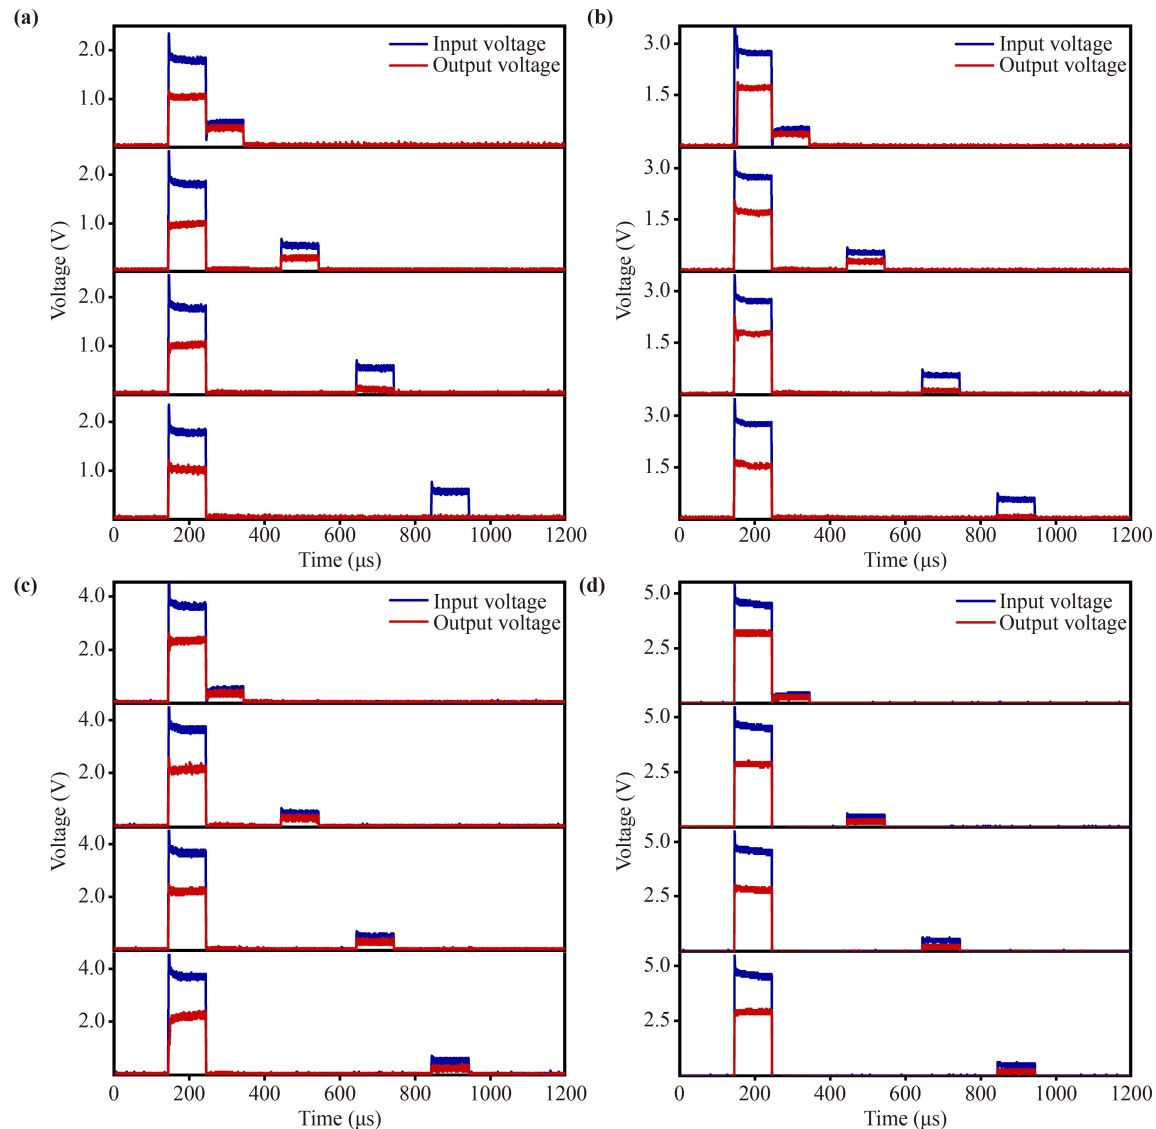 (a)
Input voltage
Output voltage
2.0
1.0
2.0
1.0
2.0
1.0
2.0
1.0
Voltage (V)
0 200 400 600 800 1000 1200
Time (μs)
(b)
Input voltage
Output voltage
3.0
1.5
3.0
1.5
3.0
1.5
3.0
1.5
Voltage (V)
0 200 400 600 800 1000 1200
Time (μs)
(c)
Input voltage
Output voltage
4.0
2.0
4.0
2.0
4.0
2.0
4.0
2.0
Voltage (V)
0 200 400 600 800 1000 1200
Time (μs)
(d)
Input voltage
Output voltage
5.0
2.5
5.0
2.5
5.0
2.5
5.0
2.5
Voltage (V)
0 200 400 600 800 1000 1200
Time (μs)